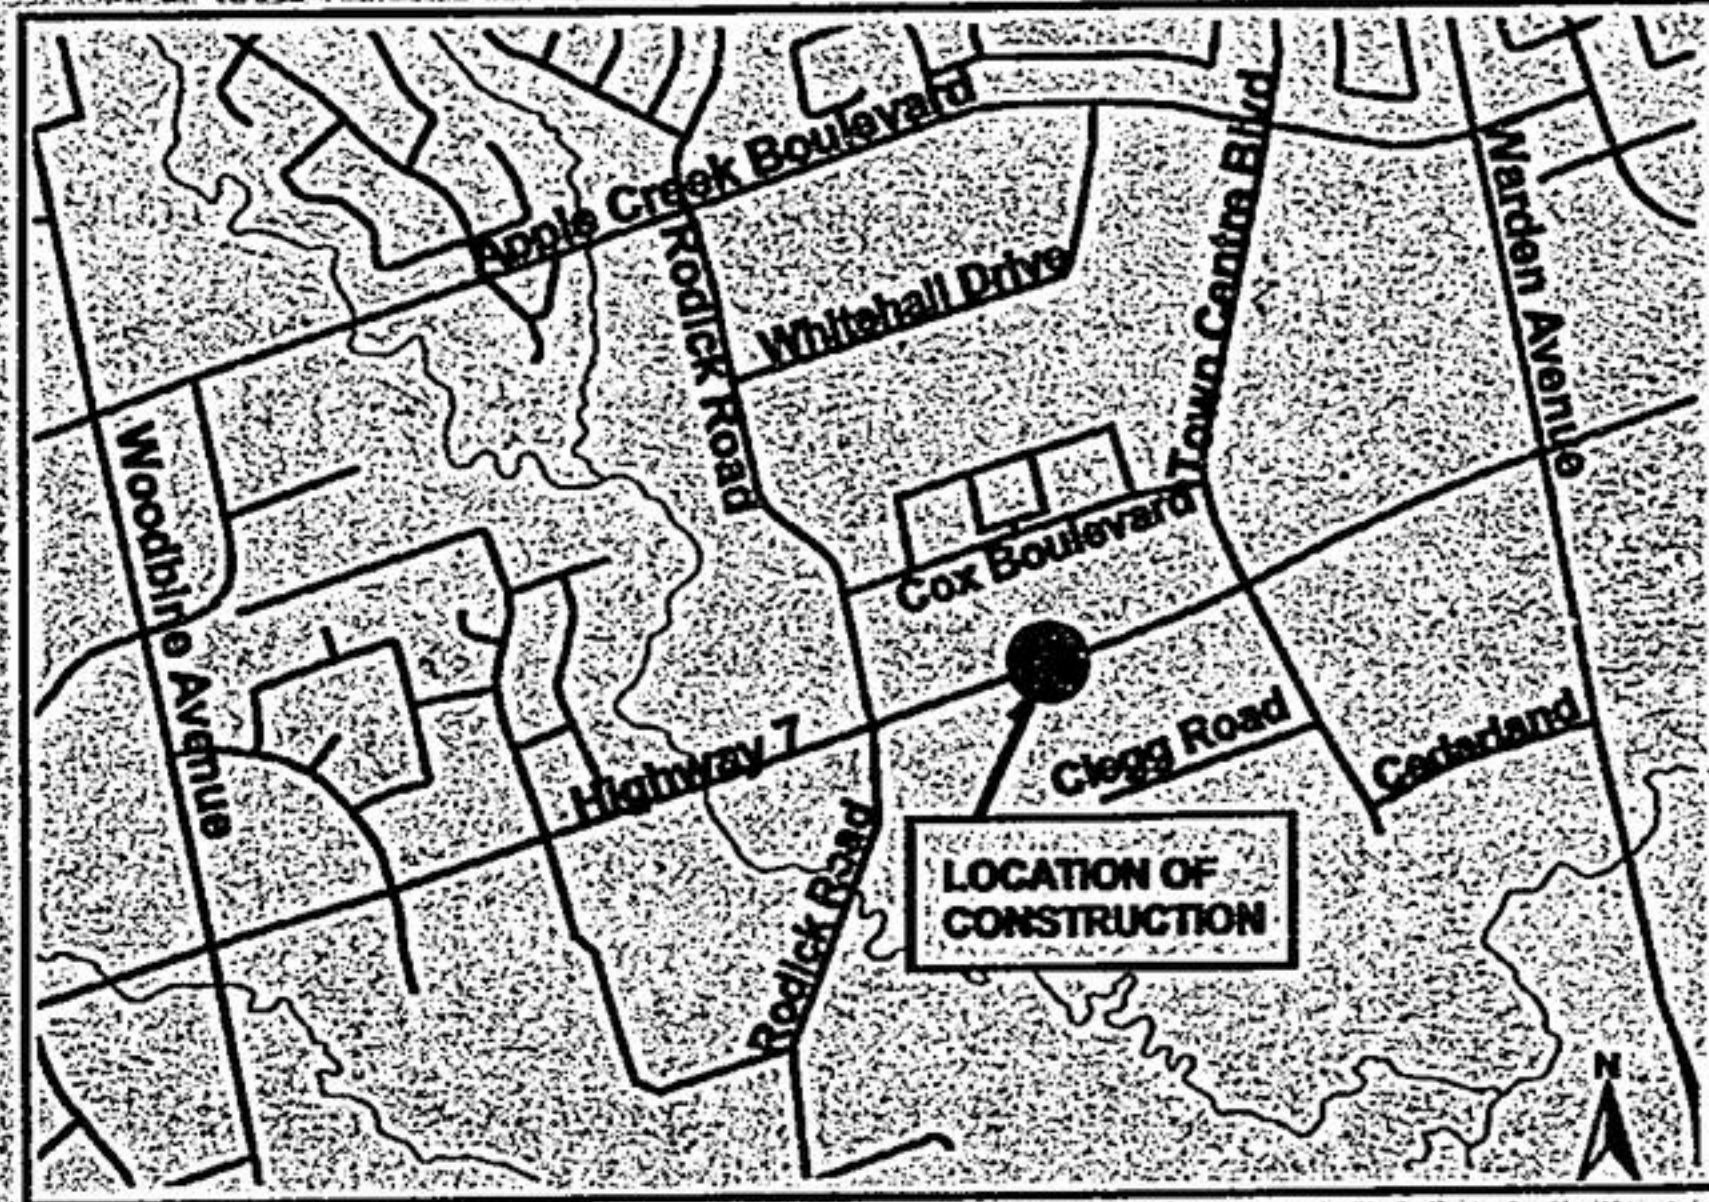 Apple Creek Boulevard
Rodick Road
Whitehall Drive
Town Centre Blvd
Warden Avenue
Woodbine Avenue
Cox Boulevard
Highway 7
Clegg Road
Cedarland
Rodick Road
LOCATION OF
CONSTRUCTION
N